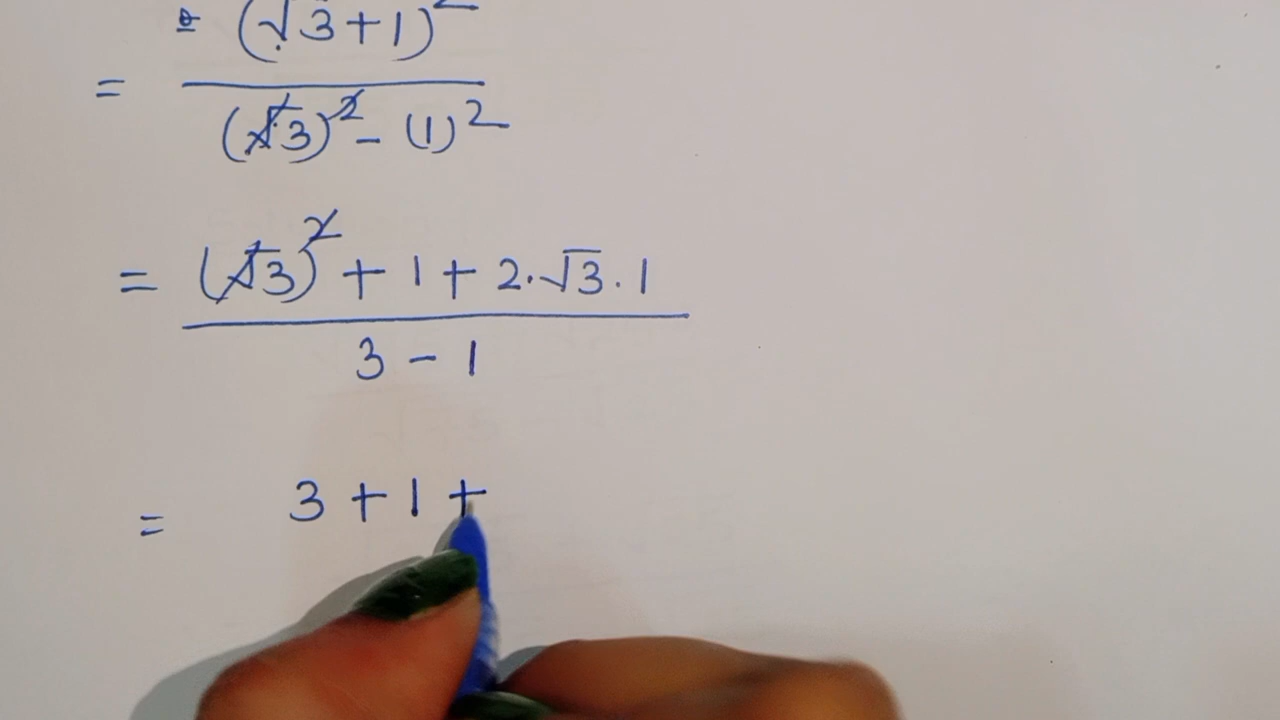 (√3+1)²
=
(√3)² - (1)²
= (√3)² + 1 + 2.√3.1
3 - 1
= 3 + 1 +